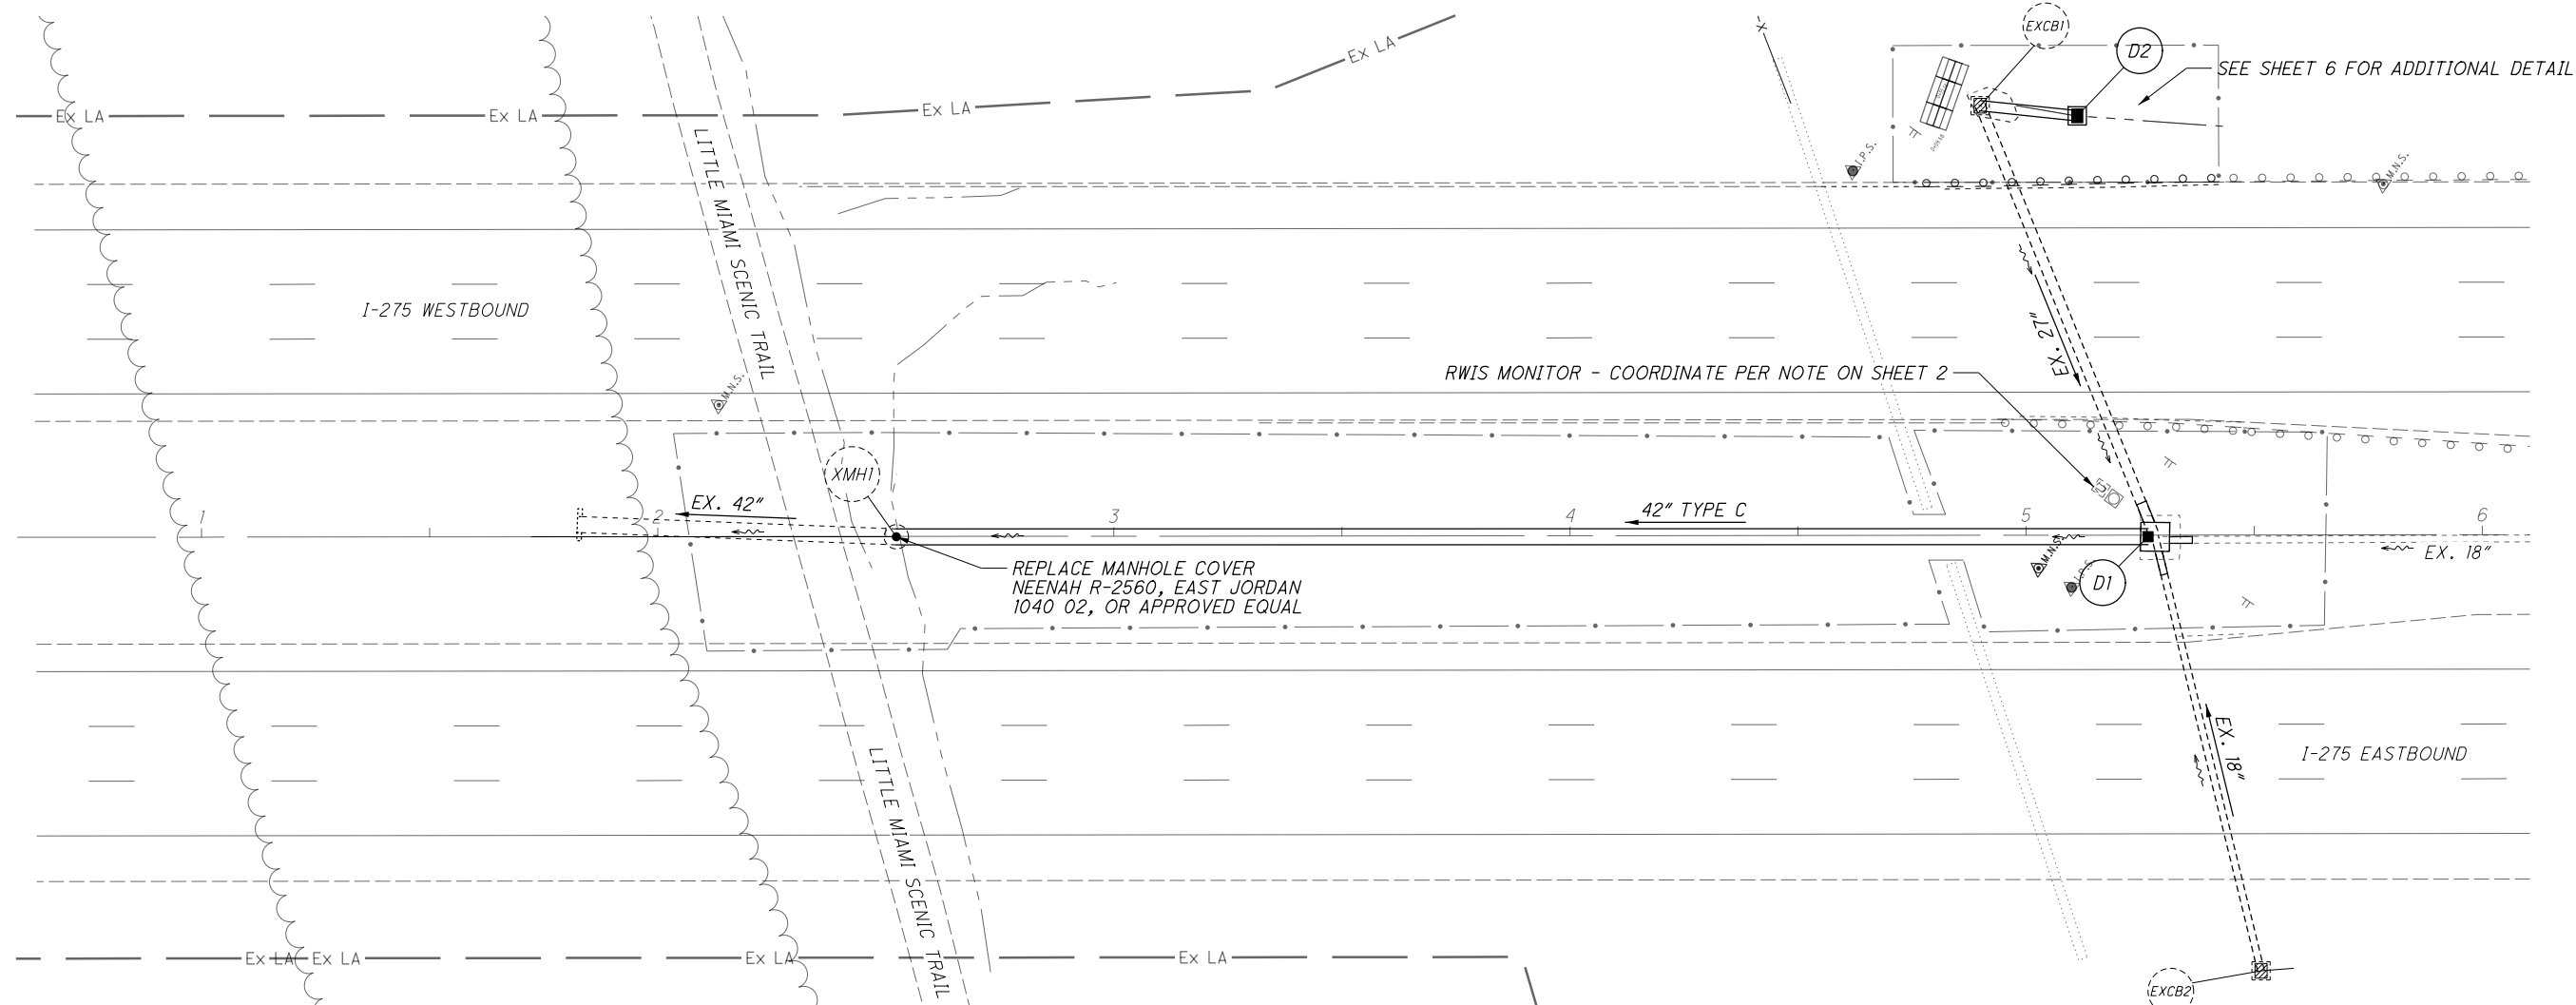 EXCB1
D2
X
Ex LA
SEE SHEET 6 FOR ADDITIONAL DETAIL
Ex LA
Ex LA
Ex LA
LITTLE MIAMI SCENIC TRAIL
I.P.S.
M.N.S.
I-275 WESTBOUND
EX. 27"
RWIS MONITOR - COORDINATE PER NOTE ON SHEET 2
M.N.S.
XMH1
EX. 42"
42" TYPE C
1
2
3
4
5
6
M.N.S.
EX. 18"
REPLACE MANHOLE COVER
NEENAH R-2560, EAST JORDAN
1040 02, OR APPROVED EQUAL
I.P.S.
D1
EX. 18"
I-275 EASTBOUND
LITTLE MIAMI SCENIC TRAIL
Ex LA
Ex LA
Ex LA
Ex LA
EXCB2